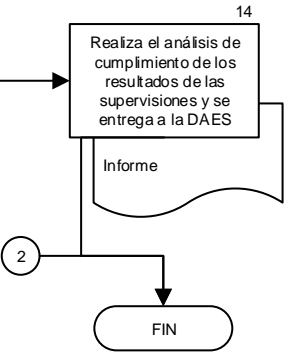 14
Realiza el análisis de
cumplimiento de los
resultados de las
supervisiones y se
entrega a la DAES
Informe
2
FIN